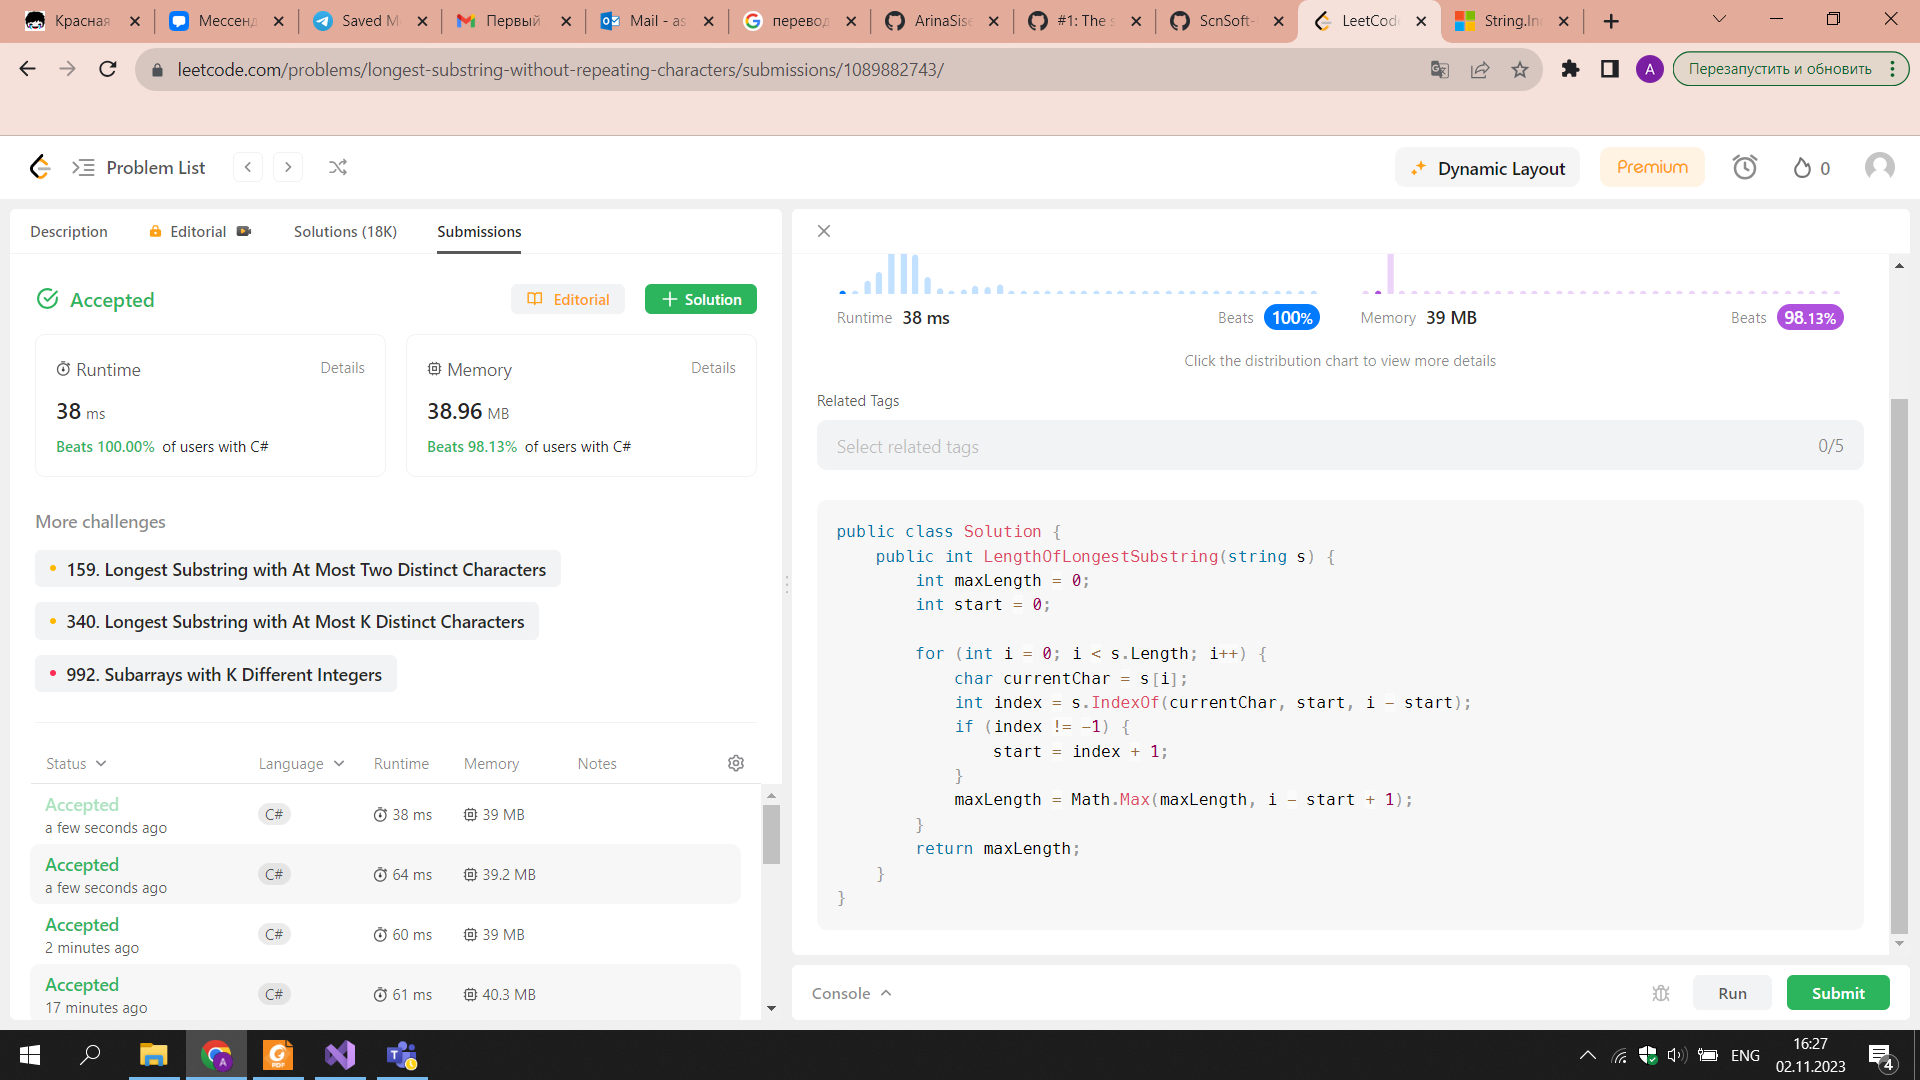 Красная
Мессенд
Saved M
Первый
Mail - as
перевод
ArinaSise
#1: The s
ScnSoft-
LeetCode
String.Ind
leetcode.com/problems/longest-substring-without-repeating-characters/submissions/1089882743/
A
Перезапустить и обновить
Problem List
Dynamic Layout
Premium
0
Description
Editorial
Solutions (18K)
Submissions
Accepted
Editorial
Solution
Runtime
Details
38 ms
Beats 100.00% of users with C#
Memory
Details
38.96 MB
Beats 98.13% of users with C#
More challenges
159. Longest Substring with At Most Two Distinct Characters
340. Longest Substring with At Most K Distinct Characters
992. Subarrays with K Different Integers
Status
Language
Runtime
Memory
Notes
Accepted
a few seconds ago
C#
38 ms
39 MB
Accepted
a few seconds ago
C#
64 ms
39.2 MB
Accepted
2 minutes ago
C#
60 ms
39 MB
Accepted
17 minutes ago
C#
61 ms
40.3 MB
Runtime 38 ms
Beats 100%
Memory 39 MB
Beats 98.13%
Click the distribution chart to view more details
Related Tags
Select related tags
0/5
public class Solution {
public int LengthOfLongestSubstring(string s) {
int maxLength = 0;
int start = 0;
for (int i = 0; i < s.Length; i++) {
char currentChar = s[i];
int index = s.IndexOf(currentChar, start, i - start);
if (index != -1) {
start = index + 1;
}
maxLength = Math.Max(maxLength, i - start + 1);
}
return maxLength;
}
}
Console
Run
Submit
A
PDF
T
ENG
16:27
02.11.2023
4